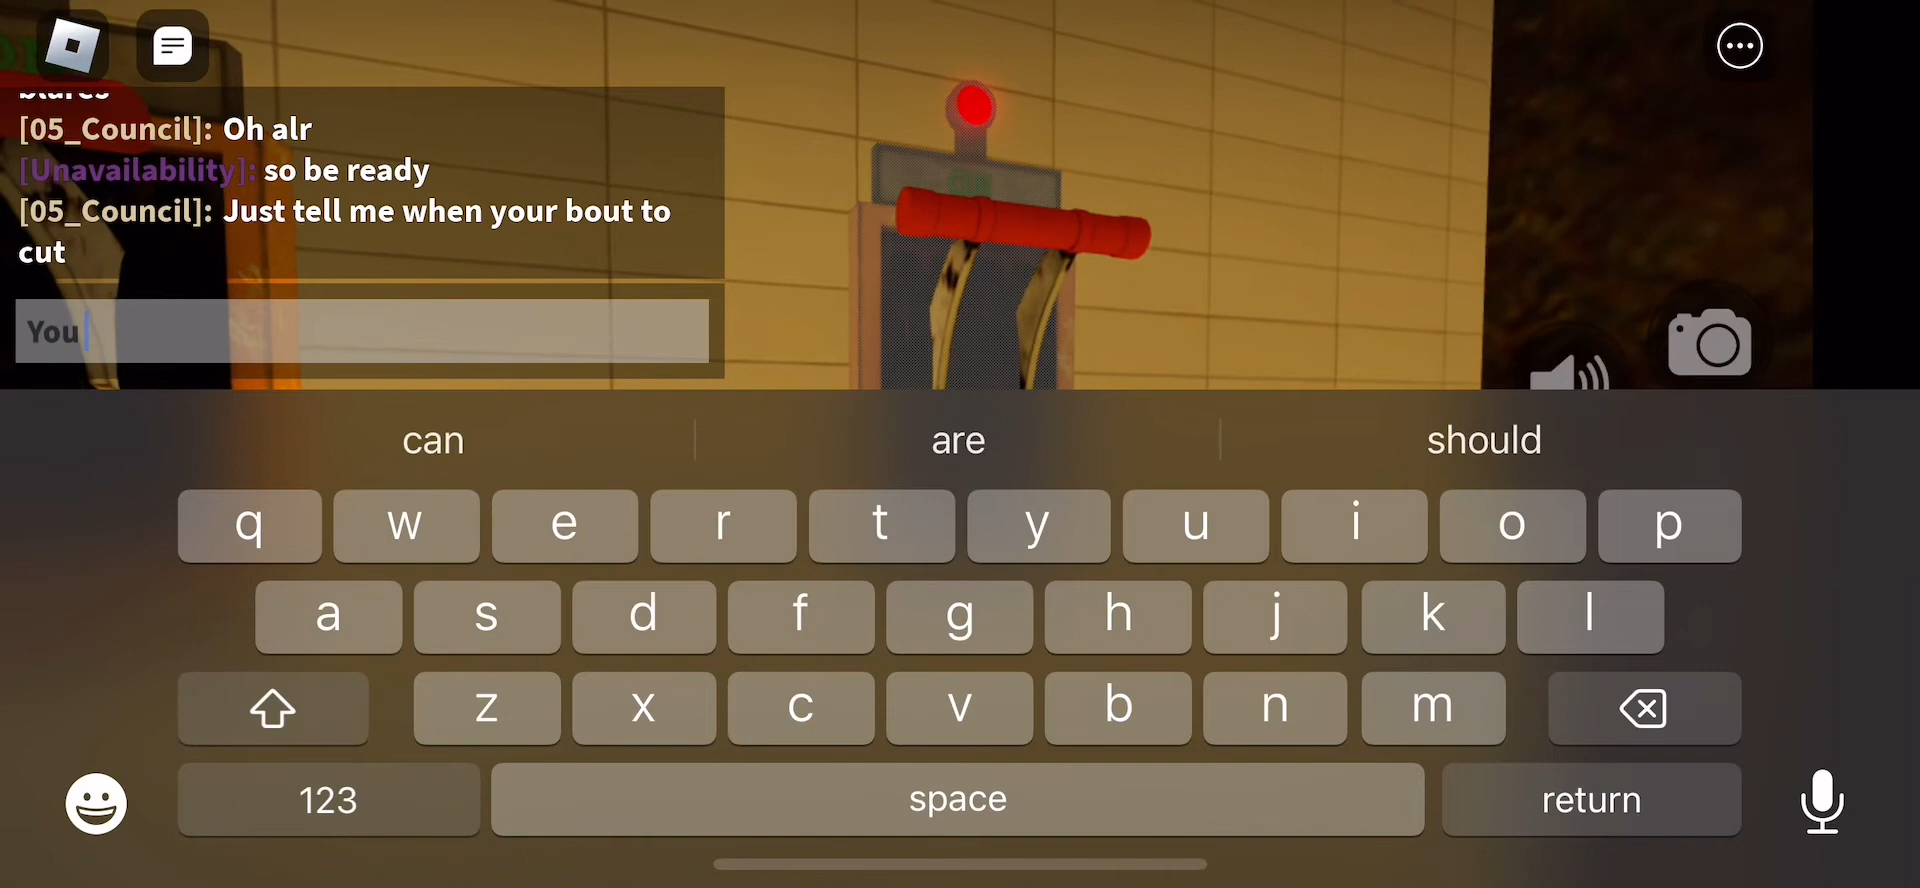 blares
[05_Council]: Oh alr
[Unavailability]: so be ready
[05_Council]: Just tell me when your bout to
cut
You
can are should
q w e r t y u i o p
a s d f g h j k l
z x c v b n m
123 space return